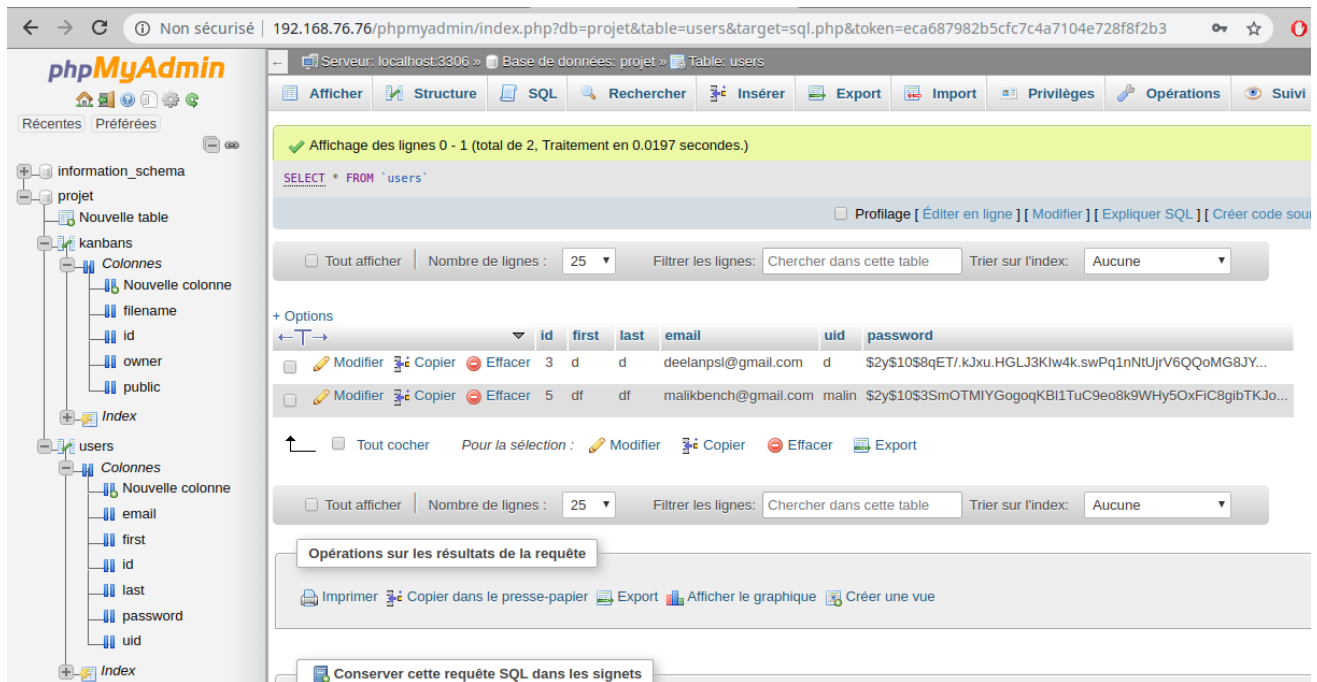 Non sécurisé 192.168.76.76/phpmyadmin/index.php?db=projet&table=users&target=sql.php&token=eca687982b5cfc7c4a7104e728f8f2b3
phpMyAdmin
Récentes Préférées
information_schema
projet
Nouvelle table
kanbans
Colonnes
Nouvelle colonne
filename
id
owner
public
Index
users
Colonnes
Nouvelle colonne
email
first
id
last
password
uid
Index
Serveur: localhost:3306 » Base de données: projet » Table: users
Afficher Structure SQL Rechercher Insérer Export Import Privilèges Opérations Suivi
Affichage des lignes 0 - 1 (total de 2, Traitement en 0.0197 secondes.)
SELECT * FROM `users`
Profilage [ Éditer en ligne ] [ Modifier ] [ Expliquer SQL ] [ Créer code sour
Tout afficher Nombre de lignes : 25 Filtrer les lignes: Chercher dans cette table Trier sur l'index: Aucune
+ Options
←T→ id first last email uid password
Modifier Copier Effacer 3 d d deelanpsl@gmail.com d $2y$10$8qET/.kJxu.HGLJ3KIw4k.swPq1nNtUjrV6QQoMG8JY...
Modifier Copier Effacer 5 df df malikbench@gmail.com malin $2y$10$3SmOTMIYGogoqKBl1TuC9eo8k9WHy5OxFiC8gibTKJo...
Tout cocher Pour la sélection : Modifier Copier Effacer Export
Tout afficher Nombre de lignes : 25 Filtrer les lignes: Chercher dans cette table Trier sur l'index: Aucune
Opérations sur les résultats de la requête
Imprimer Copier dans le presse-papier Export Afficher le graphique Créer une vue
Conserver cette requête SQL dans les signets